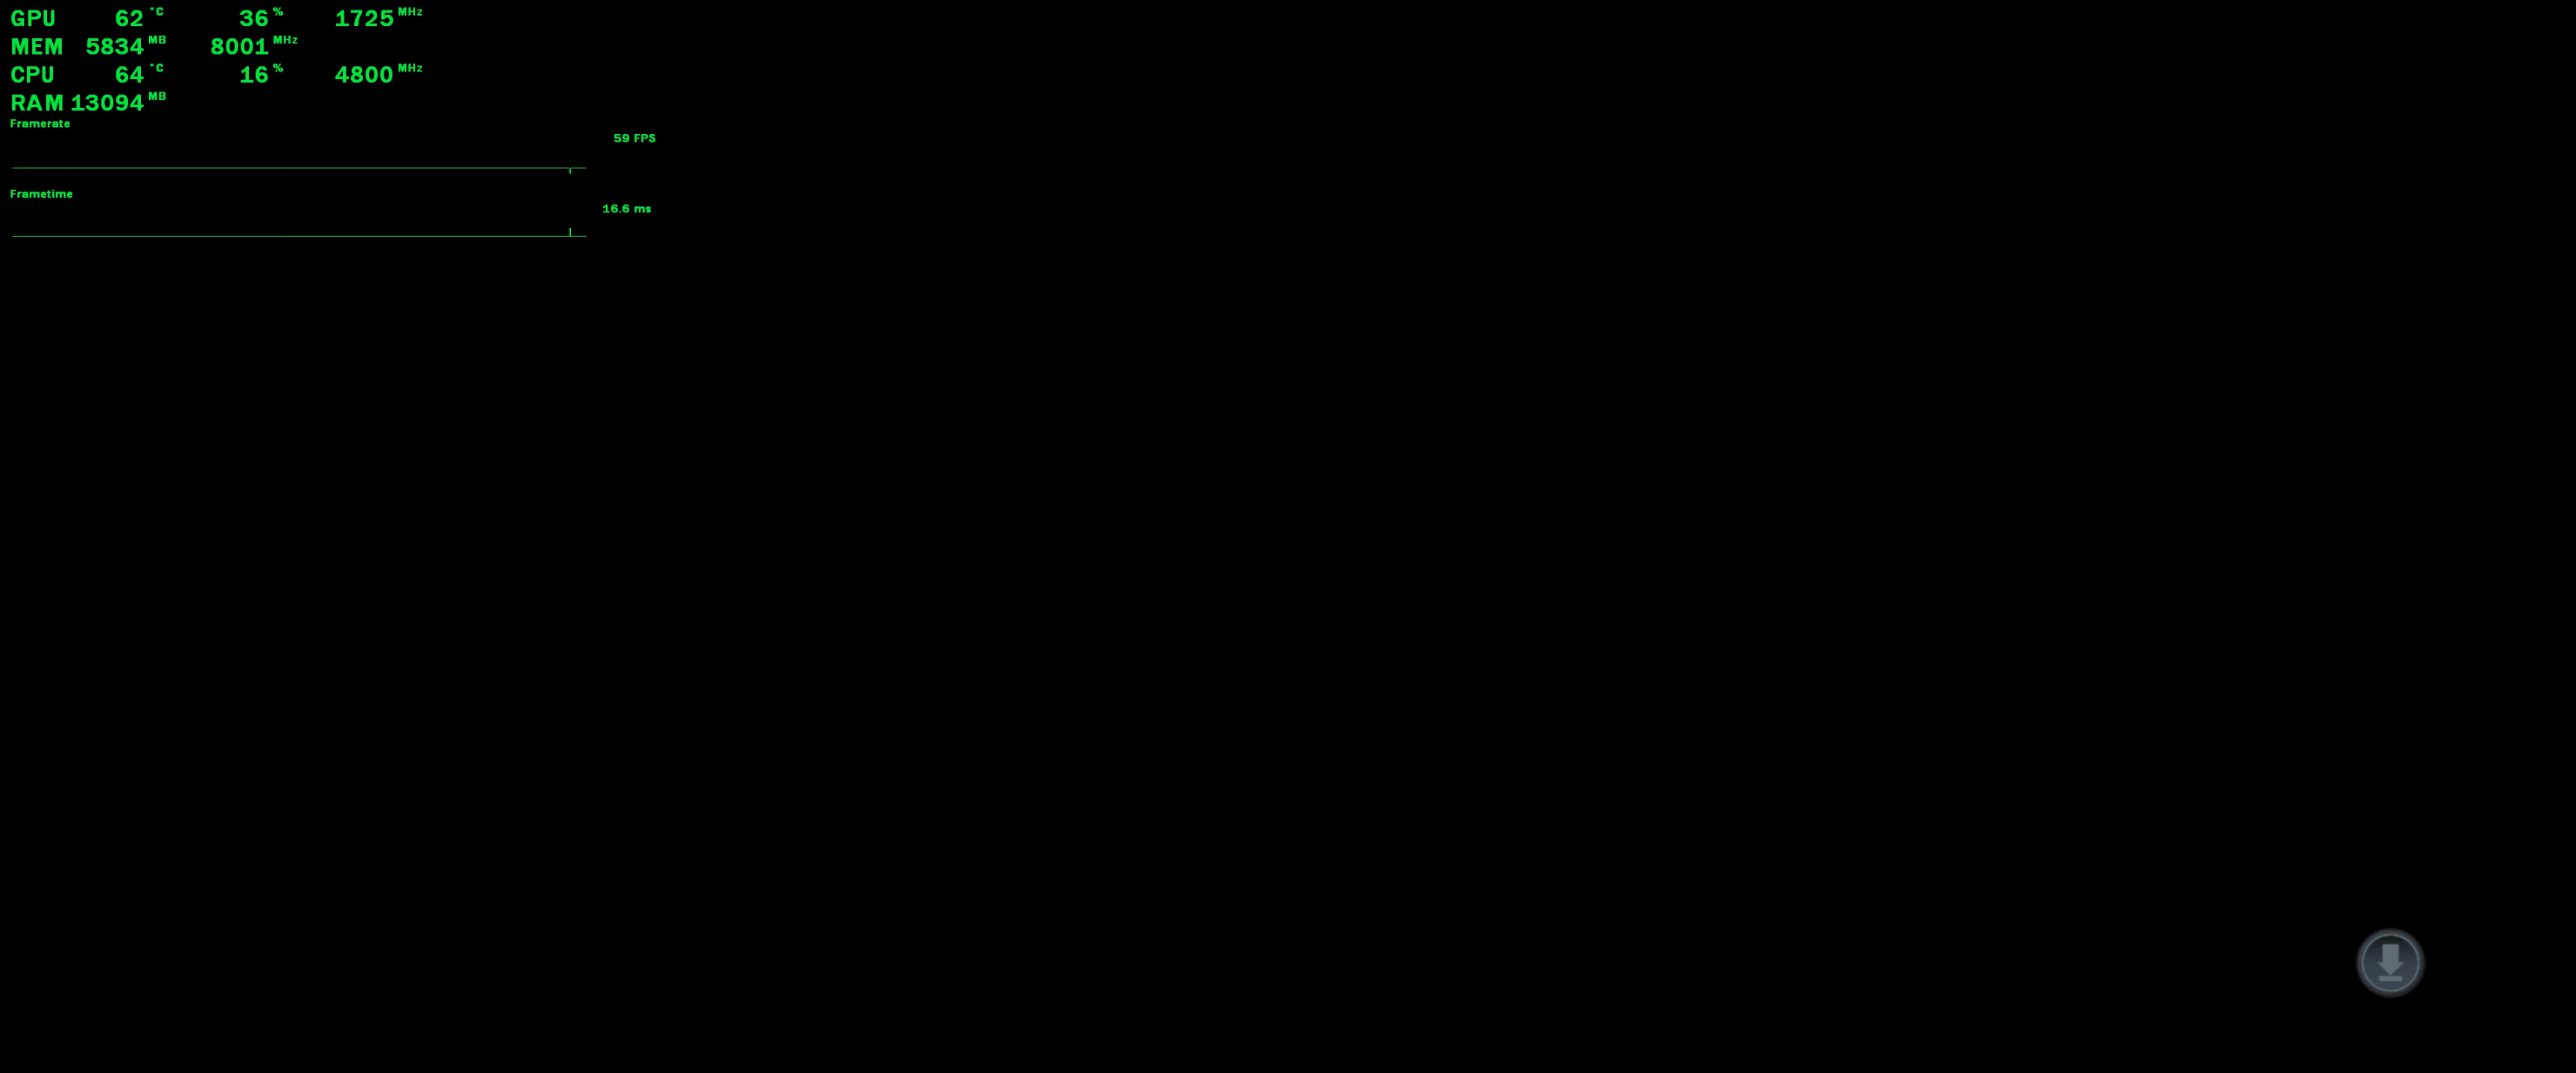 GPU 62 °C 36 % 1725 MHz
MEM 5834 MB 8001 MHz
CPU 64 °C 16 % 4800 MHz
RAM 13094 MB
Framerate
59 FPS
Frametime
16.6 ms